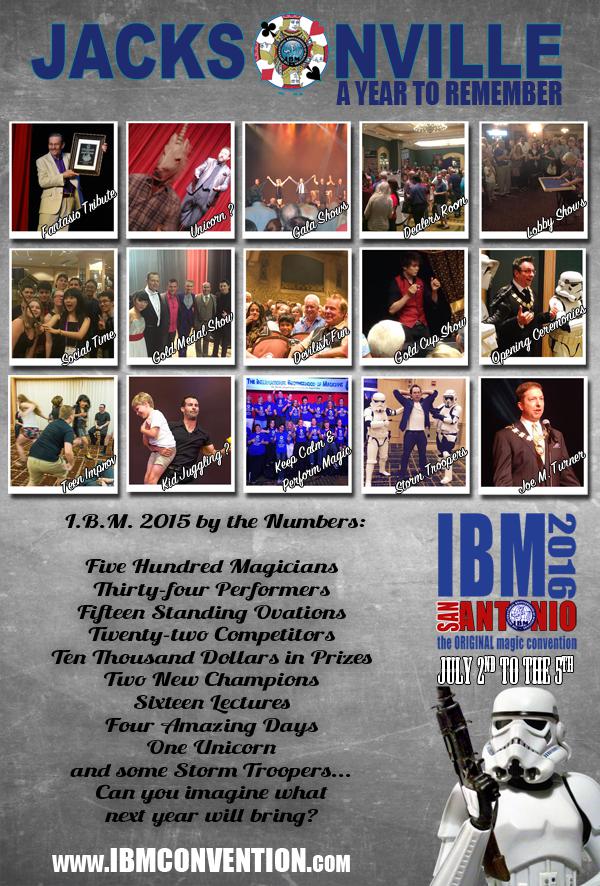 JACKSONVILLE
A YEAR TO REMEMBER
Fantasio Tribute
Unicorn ?
Gala Shows
Dealers Room
Lobby Shows
Social Time
Gold Medal Show
Devilish Fun
Gold Cup Show
Opening Ceremonies
Teen Improv
Kid Juggling ?
THE INTERNATIONAL BROTHERHOOD OF MAGICIANS
Keep Calm &
Perform Magic
Storm Troopers
Joe M. Turner
I.B.M. 2015 by the Numbers:
Five Hundred Magicians
Thirty-four Performers
Fifteen Standing Ovations
Twenty-two Competitors
Ten Thousand Dollars in Prizes
Two New Champions
Sixteen Lectures
Four Amazing Days
One Unicorn
and some Storm Troopers...
Can you imagine what
next year will bring?
WWW.IBMCONVENTION.COM
IBM 2016
SAN ANTONIO
the ORIGINAL magic convention
JULY 2ND TO THE 5TH